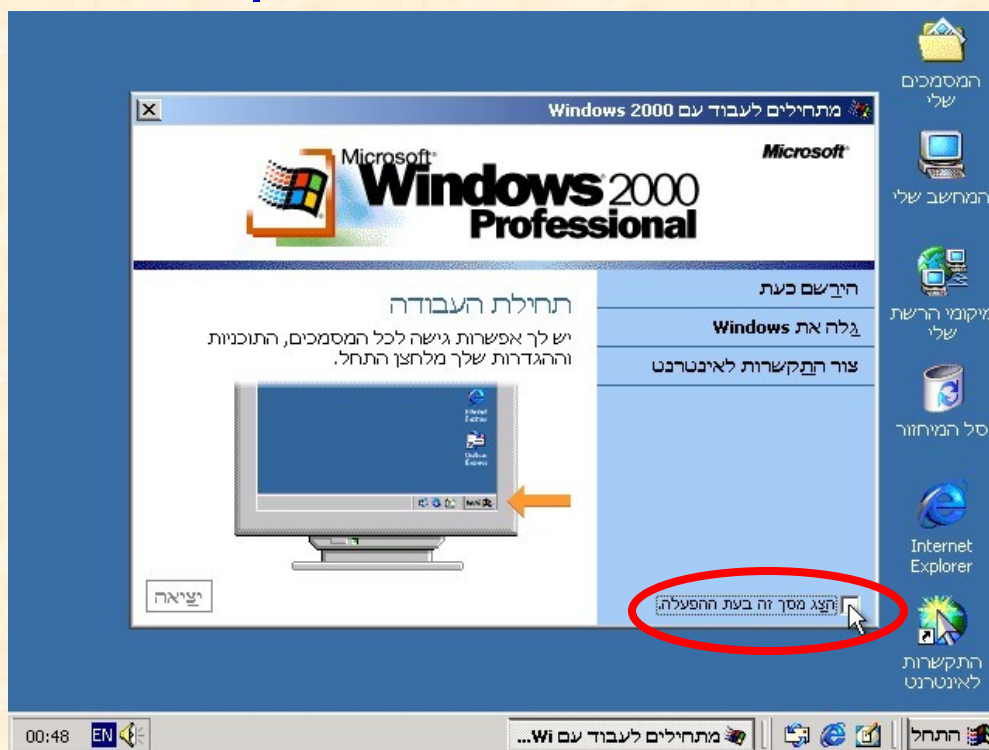 המסמכים
שלי
המחשב שלי
מיקומי הרשת
שלי
סל המיחזור
Internet
Explorer
התקשרות
לאינטרנט
מתחילים לעבוד עם Windows 2000
Microsoft
Microsoft
Windows 2000
Professional
הירשם כעת
גלה את Windows
צור התקשרות לאינטרנט
תחילת העבודה
יש לך אפשרות גישה לכל המסמכים, התוכניות
וההגדרות שלך מלחצן התחל.
הצג מסך זה בעת ההפעלה.
יציאה
התחל
מתחילים לעבוד עם Wi...
EN
00:48